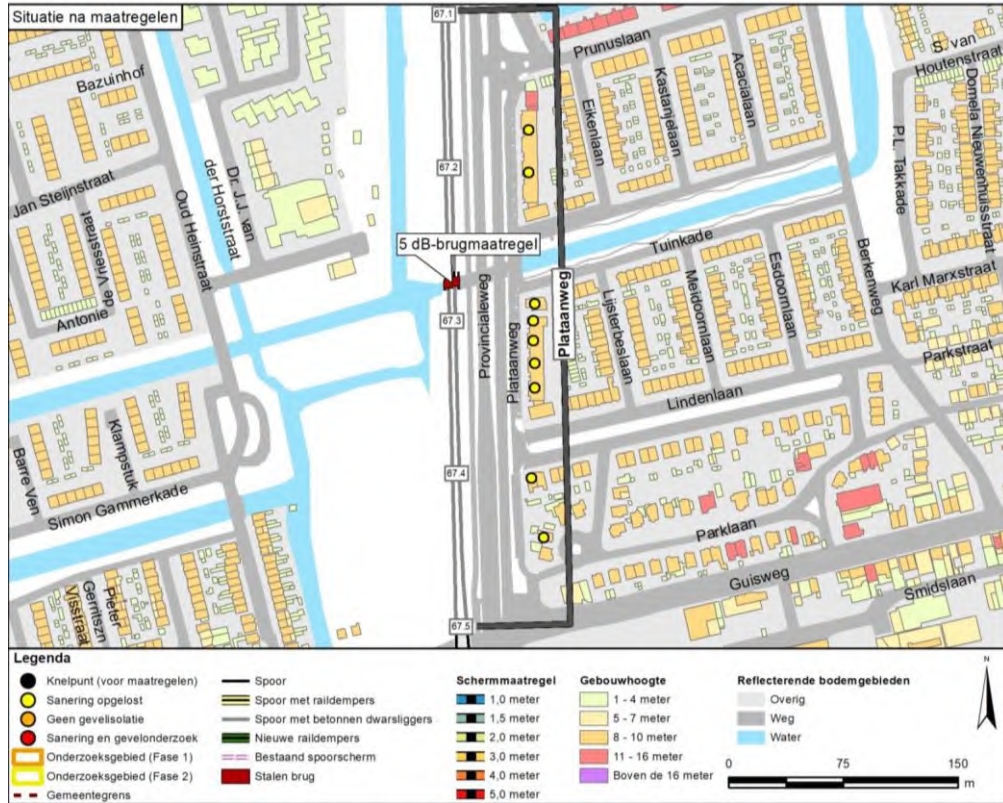 Situatie na maatregelen
67.1
Prunuslaan
S. van
Houtenstraat
Bazuinhof
Eikenlaan
Kastanjelaan
Acacialaan
Domela Nieuwenhuisstraat
P.L. Takkade
Dr. J.J. van
der Horststraat
67.2
Jan Steijnstraat
de
Vriesstraat
Antonie
Oud Heinstraat
5 dB-brugmaatregel
Tuinkade
Berkenweg
Karl Marxstraat
67.3
Provincialeweg
Plataanweg
Plataanweg
Lijsterbeslaan
Meidoornlaan
Esdoornlaan
Parkstraat
Lindenlaan
Barre Ven
Klampstuk
67.4
Simon Gammerkade
Parklaan
Guisweg
Smidslaan
Pieter
Gerritszn
Visstraat
67.5
Legenda
Knelpunt (voor maatregelen)
Sanering opgelost
Geen gevelisolatie
Sanering en gevelonderzoek
Onderzoeksgebied (Fase 1)
Onderzoeksgebied (Fase 2)
Gemeentegrens
Spoor
Spoor met raildempers
Spoor met betonnen dwarsliggers
Nieuwe raildempers
Bestaand spoorscherm
Stalen brug
Schermmaatregel
1,0 meter
1,5 meter
2,0 meter
3,0 meter
4,0 meter
5,0 meter
Gebouwhoogte
1 - 4 meter
5 - 7 meter
8 - 10 meter
11 - 16 meter
Boven de 16 meter
Reflecterende bodemgebieden
Overig
Weg
Water
N
0 75 150
m